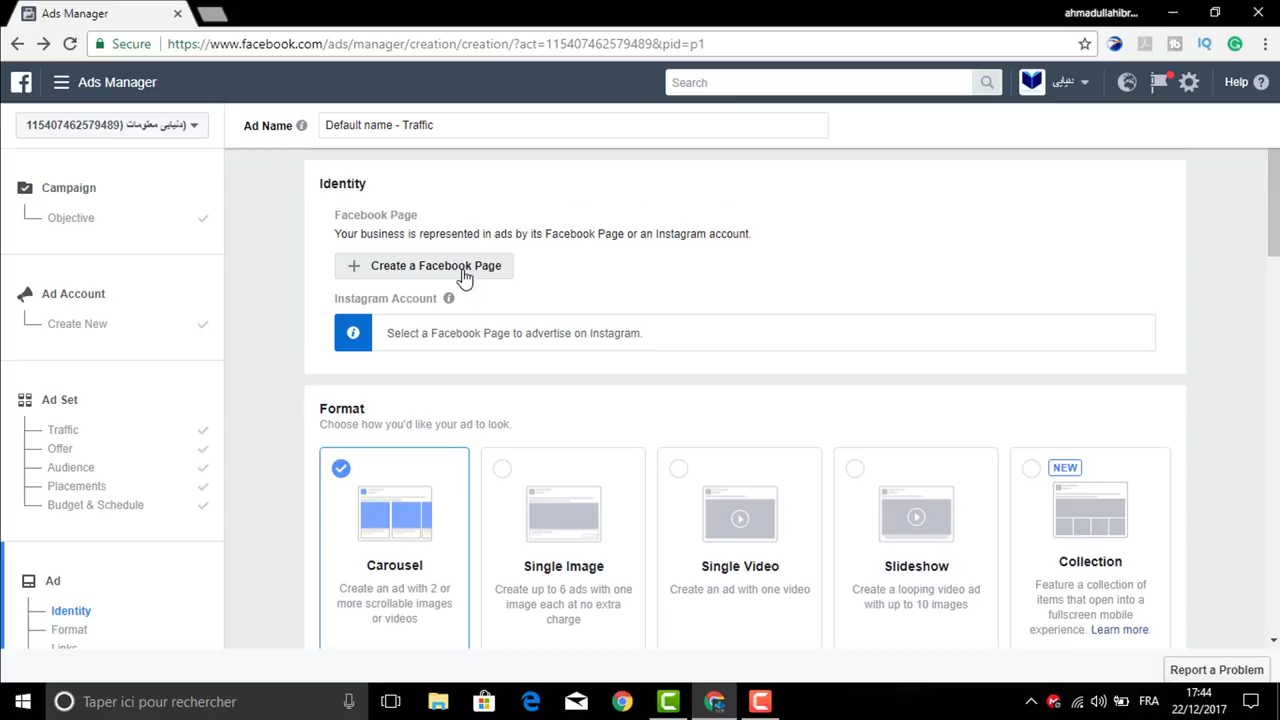 Ads Manager
ahmadullahibr...
Secure
https://www.facebook.com/ads/manager/creation/creation/?act=115407462579489&pid=p1
Ads Manager
Search
Help
115407462579489) دنیایی معلومات)
Ad Name
Default name - Traffic
Campaign
Objective
Ad Account
Create New
Ad Set
Traffic
Offer
Audience
Placements
Budget & Schedule
Ad
Identity
Format
Links
Identity
Facebook Page
Your business is represented in ads by its Facebook Page or an Instagram account.
+ Create a Facebook Page
Instagram Account
Select a Facebook Page to advertise on Instagram.
Format
Choose how you'd like your ad to look.
Carousel
Create an ad with 2 or
more scrollable images
or videos
Single Image
Create up to 6 ads with one
image each at no extra
charge
Single Video
Create an ad with one video
Slideshow
Create a looping video ad
with up to 10 images
NEW
Collection
Feature a collection of
items that open into a
fullscreen mobile
experience. Learn more.
Report a Problem
Taper ici pour rechercher
FRA
17:44
22/12/2017